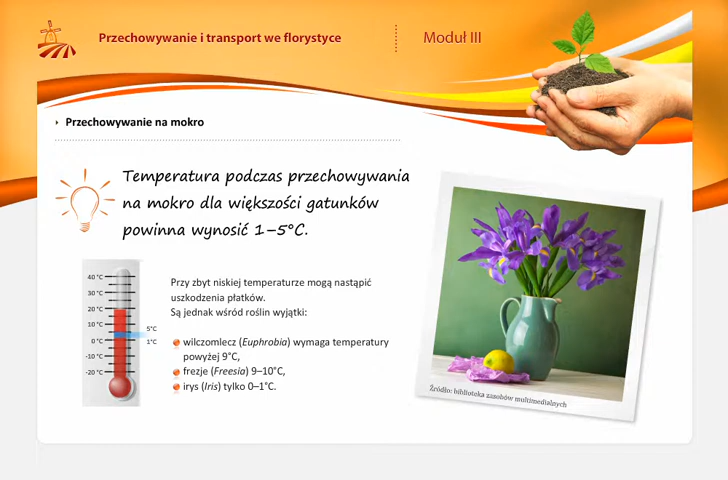 Przechowywanie i transport we florystyce
Moduł III
Przechowywanie na mokro
Temperatura podczas przechowywania
na mokro dla większości gatunków
powinna wynosić 1–5°C.
40 °C
30 °C
20 °C
10 °C
0 °C
-10 °C
-20 °C
5°C
1°C
Przy zbyt niskiej temperaturze mogą nastąpić
uszkodzenia płatków.
Są jednak wśród roślin wyjątki:
wilczomlecz (Euphrobia) wymaga temperatury
powyżej 9°C,
frezje (Freesia) 9–10°C,
irys (Iris) tylko 0–1°C.
Źródło: biblioteka zasobów multimedialnych